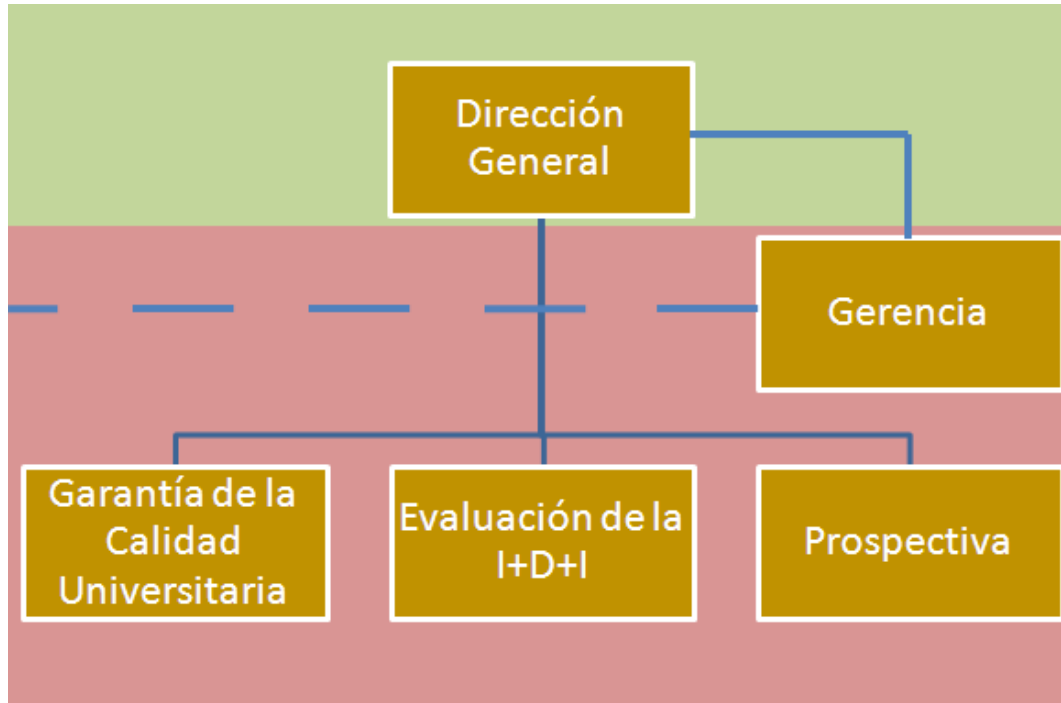 Dirección
General
Gerencia
Garantía de la
Calidad
Universitaria
Evaluación de la
I+D+I
Prospectiva